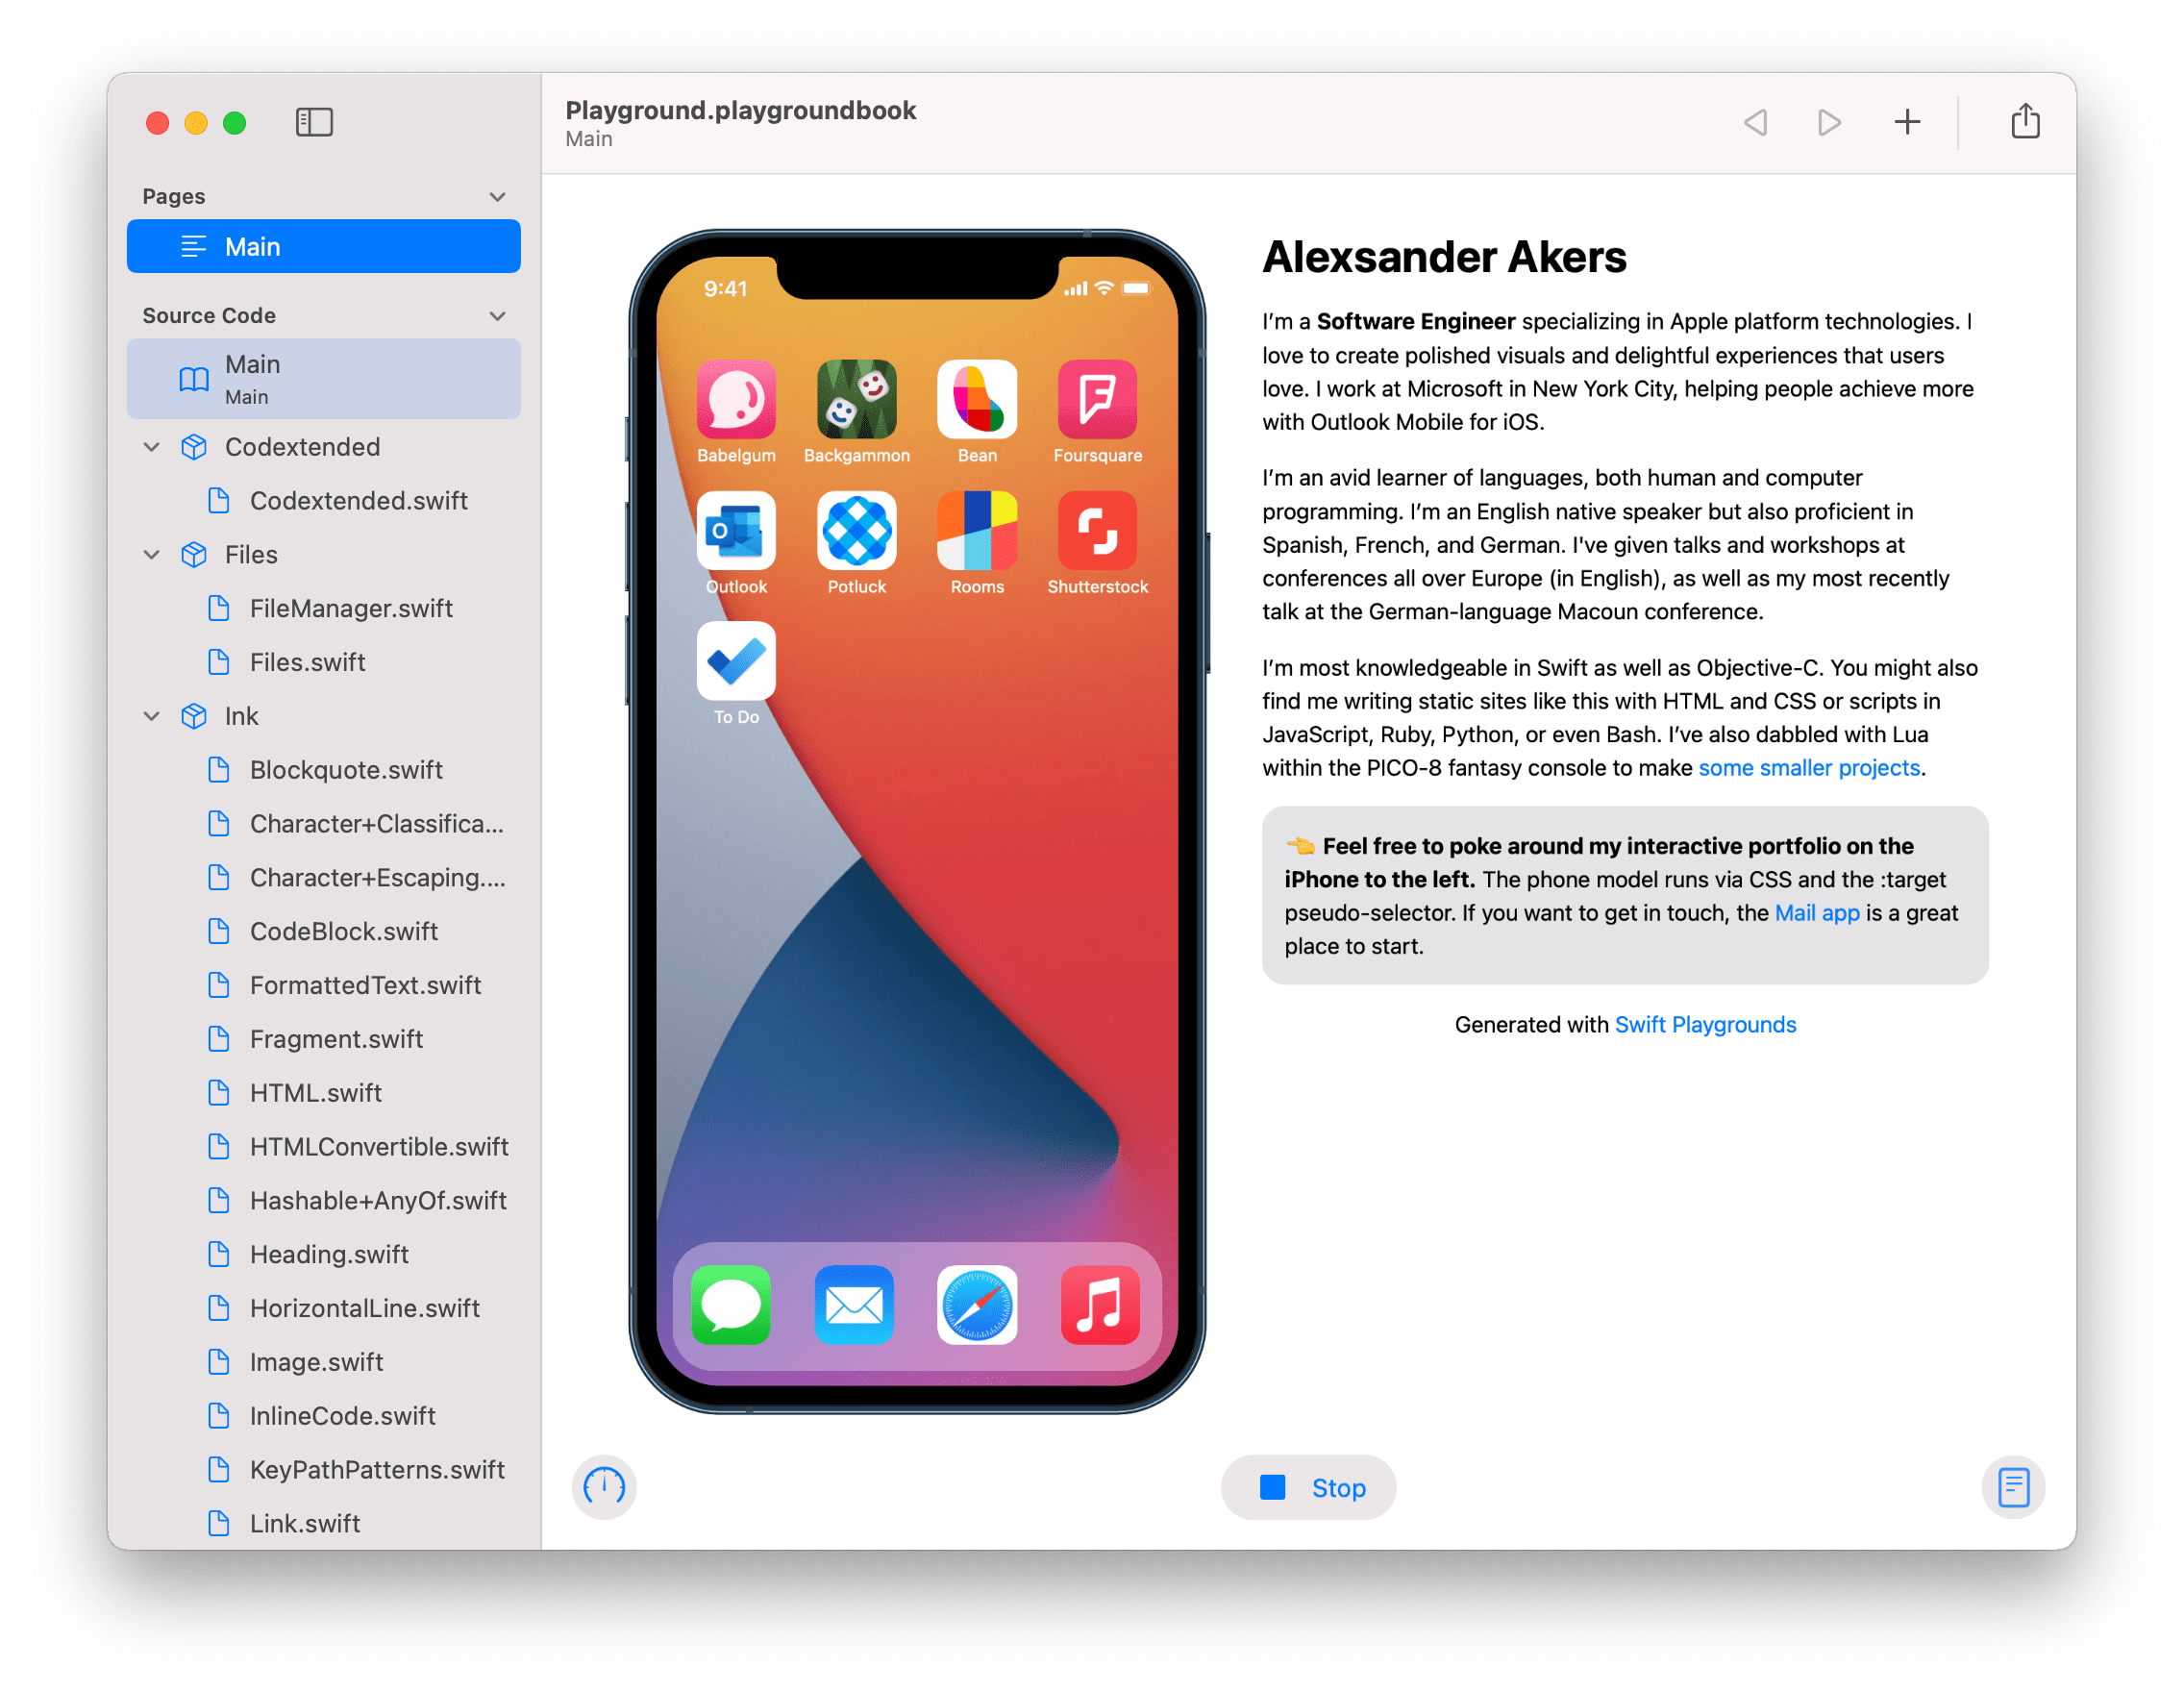 Playground.playgroundbook
Main
Pages
Main
Source Code
Main
Main
Codextended
Codextended.swift
Files
FileManager.swift
Files.swift
Ink
Blockquote.swift
Character+Classifica...
Character+Escaping....
CodeBlock.swift
FormattedText.swift
Fragment.swift
HTML.swift
HTMLConvertible.swift
Hashable+AnyOf.swift
Heading.swift
HorizontalLine.swift
Image.swift
InlineCode.swift
KeyPathPatterns.swift
Link.swift
9:41
Babelgum Backgammon Bean Foursquare
Outlook Potluck Rooms Shutterstock
To Do
Alexsander Akers
I’m a Software Engineer specializing in Apple platform technologies. I
love to create polished visuals and delightful experiences that users
love. I work at Microsoft in New York City, helping people achieve more
with Outlook Mobile for iOS.
I’m an avid learner of languages, both human and computer
programming. I’m an English native speaker but also proficient in
Spanish, French, and German. I've given talks and workshops at
conferences all over Europe (in English), as well as my most recently
talk at the German-language Macoun conference.
I’m most knowledgeable in Swift as well as Objective-C. You might also
find me writing static sites like this with HTML and CSS or scripts in
JavaScript, Ruby, Python, or even Bash. I’ve also dabbled with Lua
within the PICO-8 fantasy console to make some smaller projects.
👈 Feel free to poke around my interactive portfolio on the
iPhone to the left. The phone model runs via CSS and the :target
pseudo-selector. If you want to get in touch, the Mail app is a great
place to start.
Generated with Swift Playgrounds
Stop